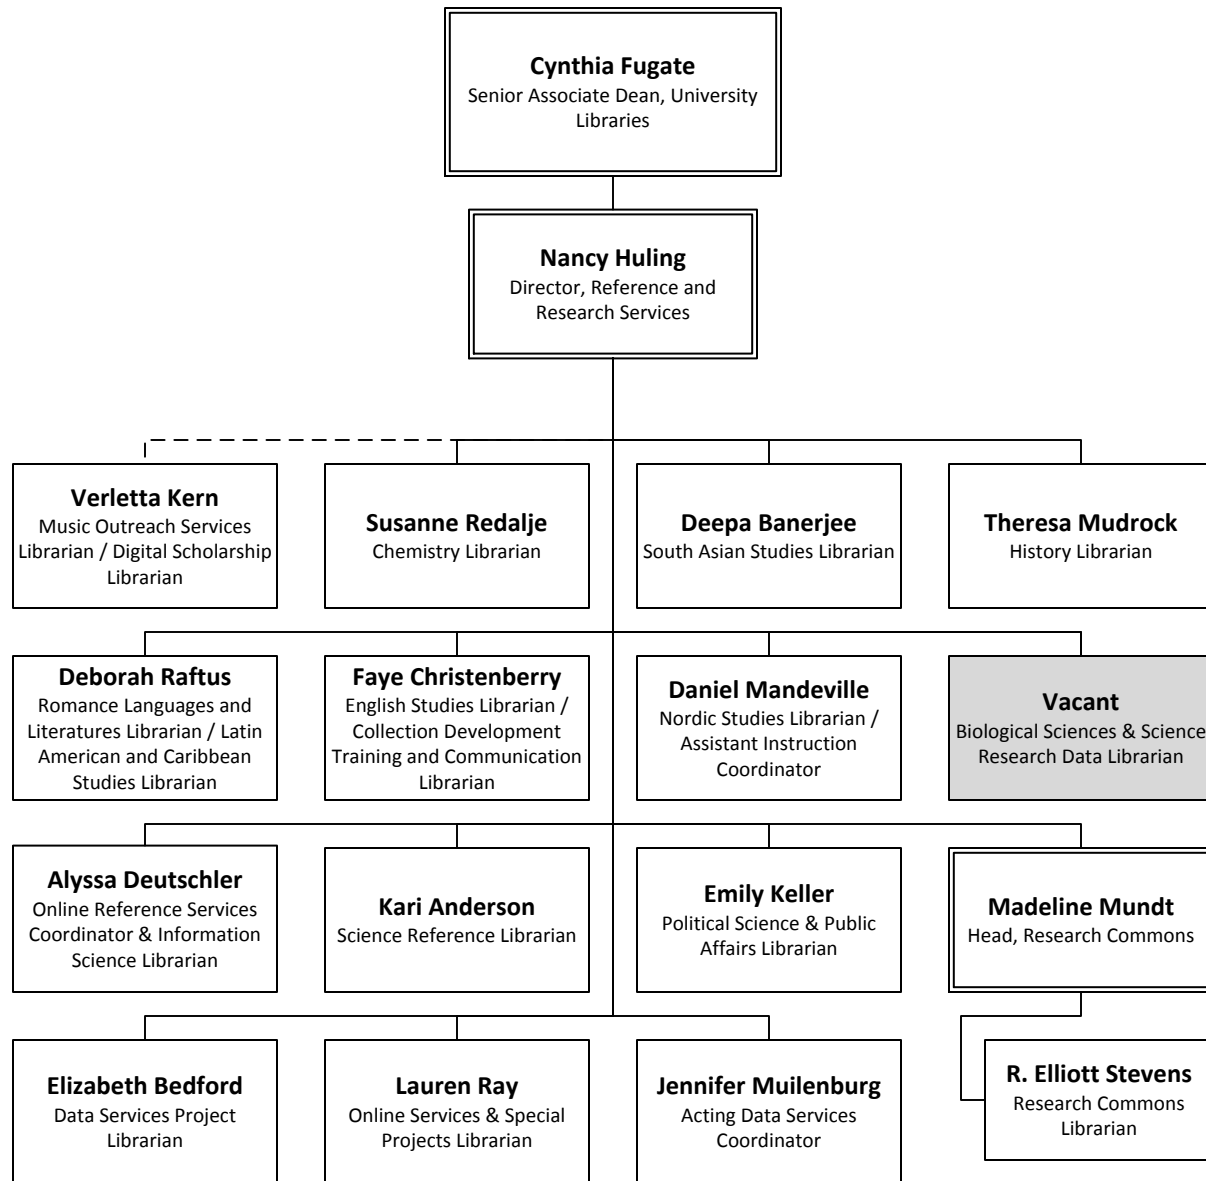 Cynthia Fugate
Senior Associate Dean, University
Libraries
Nancy Huling
Director, Reference and
Research Services
Verletta Kern
Music Outreach Services
Librarian / Digital Scholarship
Librarian
Susanne Redalje
Chemistry Librarian
Deepa Banerjee
South Asian Studies Librarian
Theresa Mudrock
History Librarian
Deborah Raftus
Romance Languages and
Literatures Librarian / Latin
American and Caribbean
Studies Librarian
Faye Christenberry
English Studies Librarian /
Collection Development
Training and Communication
Librarian
Daniel Mandeville
Nordic Studies Librarian /
Assistant Instruction
Coordinator
Vacant
Biological Sciences & Science
Research Data Librarian
Alyssa Deutschler
Online Reference Services
Coordinator & Information
Science Librarian
Kari Anderson
Science Reference Librarian
Emily Keller
Political Science & Public
Affairs Librarian
Madeline Mundt
Head, Research Commons
Elizabeth Bedford
Data Services Project
Librarian
Lauren Ray
Online Services & Special
Projects Librarian
Jennifer Muilenburg
Acting Data Services
Coordinator
R. Elliott Stevens
Research Commons
Librarian